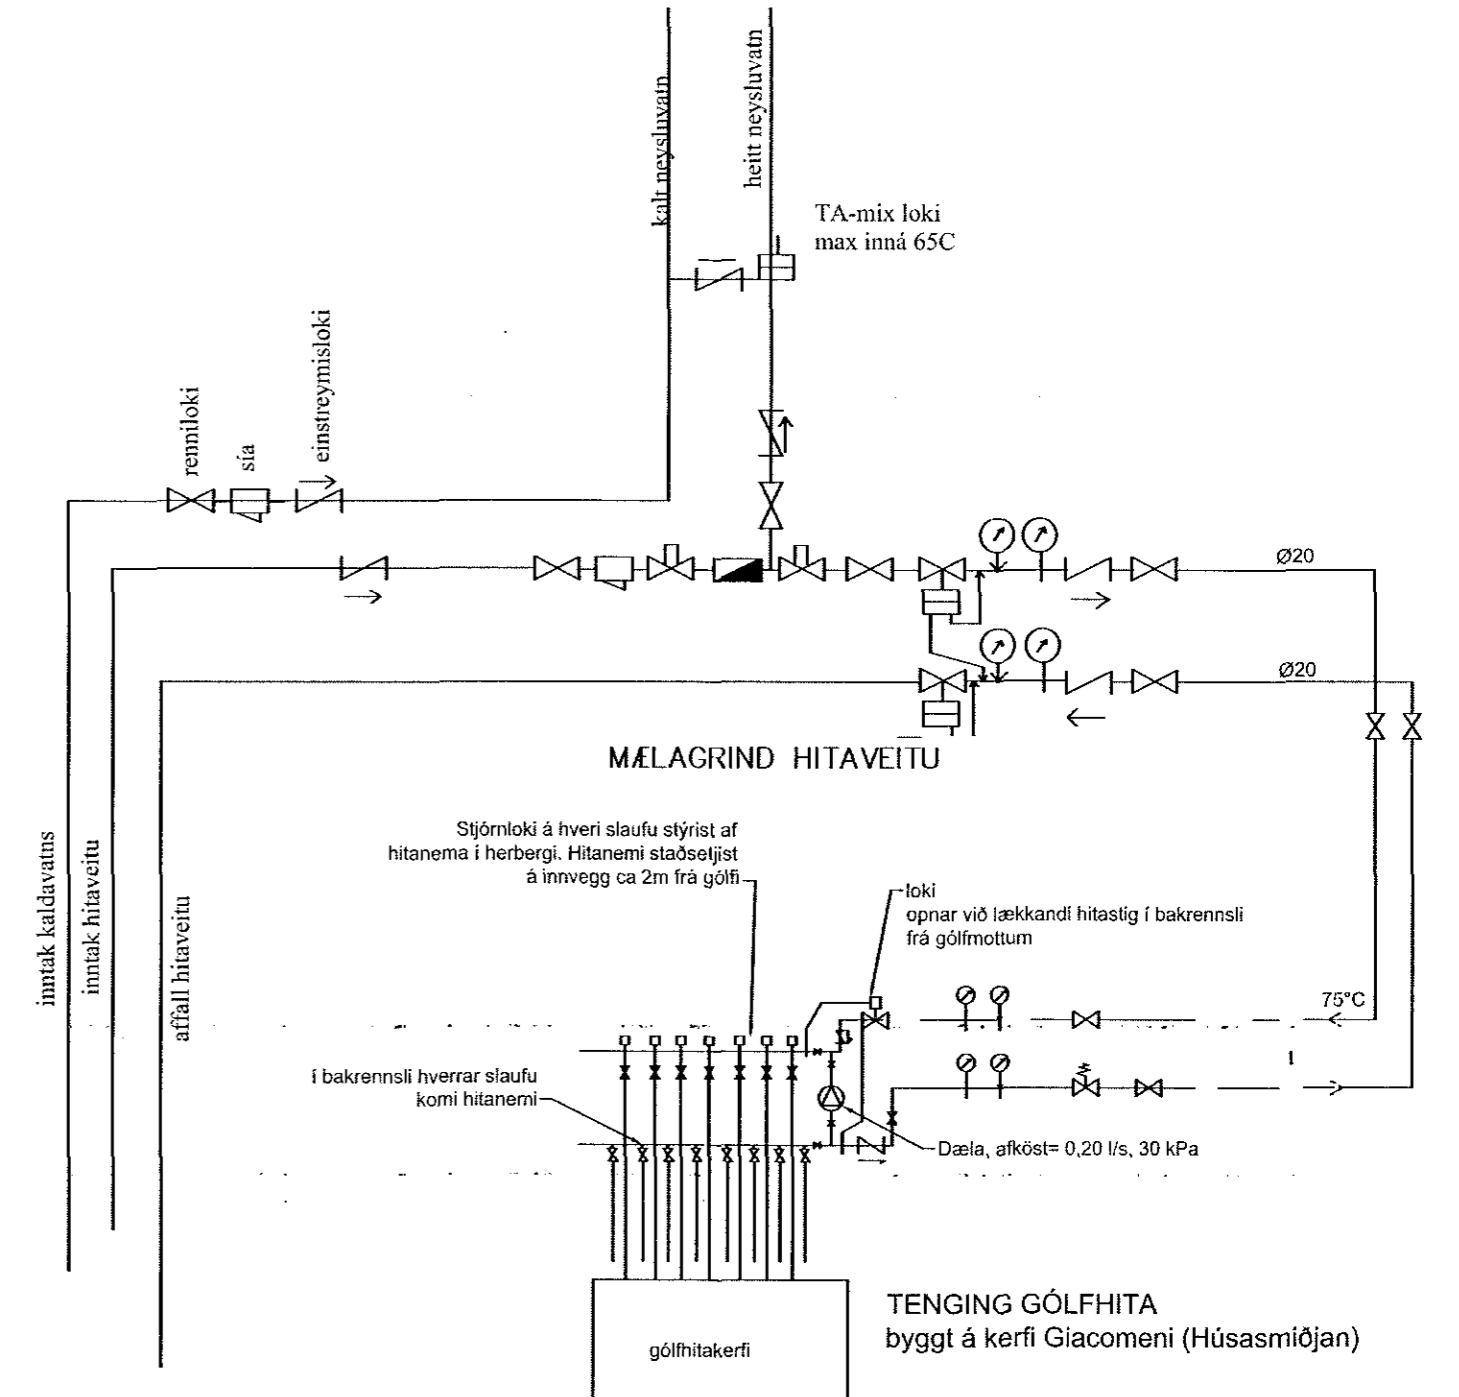 kalt neysluvatn
heitt neysluvatn
TA-mix loki
max inná 65C
renniloki
sía
einstreymisloki
Ø20
Ø20
MÆLAGRIND HITAVEITU
inntak kaldavatns
inntak hitaveitu
affall hitaveitu
Stjórnloki á hveri slaufu stýrist af
hitanema í herbergi. Hitanemi staðsetjist
á innvegg ca 2m frá gólfi
loki
opnar við lækkandi hitastig í bakrennsli
frá gólfmottum
75°C
í bakrennsli hverrar slaufu
komi hitanemi
Dæla, afköst= 0,20 l/s, 30 kPa
gólfhitakerfi
TENGING GÓLFHITA
byggt á kerfi Giacomeni (Húsasmiðjan)